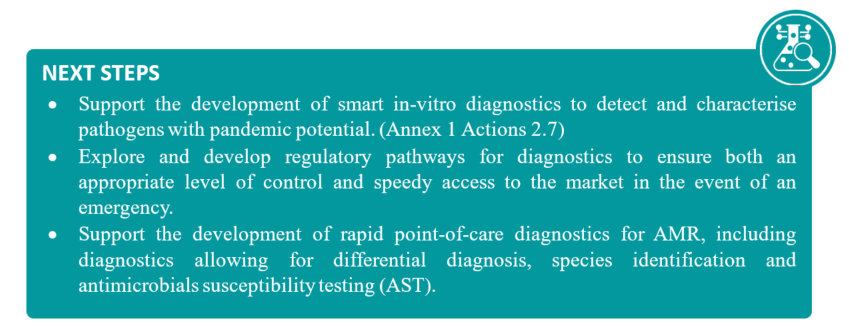 NEXT STEPS
• Support the development of smart in-vitro diagnostics to detect and characterise
pathogens with pandemic potential. (Annex 1 Actions 2.7)
• Explore and develop regulatory pathways for diagnostics to ensure both an
appropriate level of control and speedy access to the market in the event of an
emergency.
• Support the development of rapid point-of-care diagnostics for AMR, including
diagnostics allowing for differential diagnosis, species identification and
antimicrobials susceptibility testing (AST).